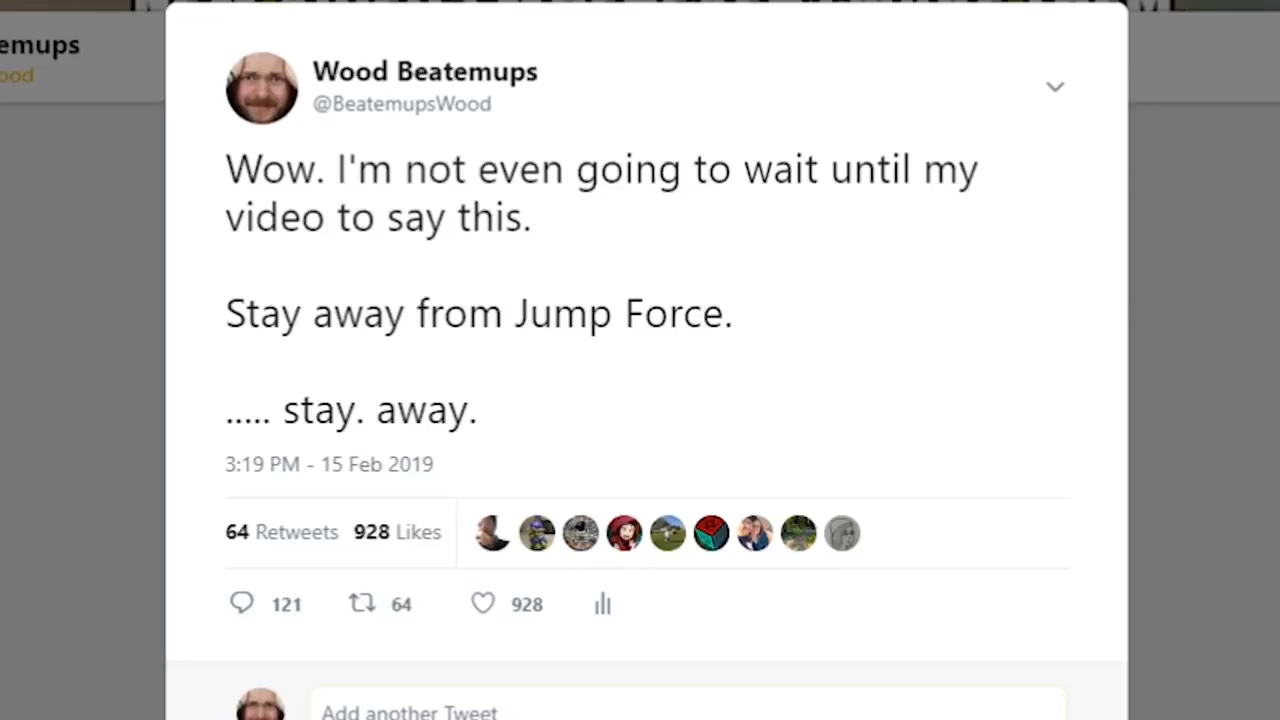 emups
ood
Wood Beatemups
@BeatemupsWood
Wow. I'm not even going to wait until my
video to say this.
Stay away from Jump Force.
..... stay. away.
3:19 PM - 15 Feb 2019
64 Retweets 928 Likes
121 64 928
Add another Tweet